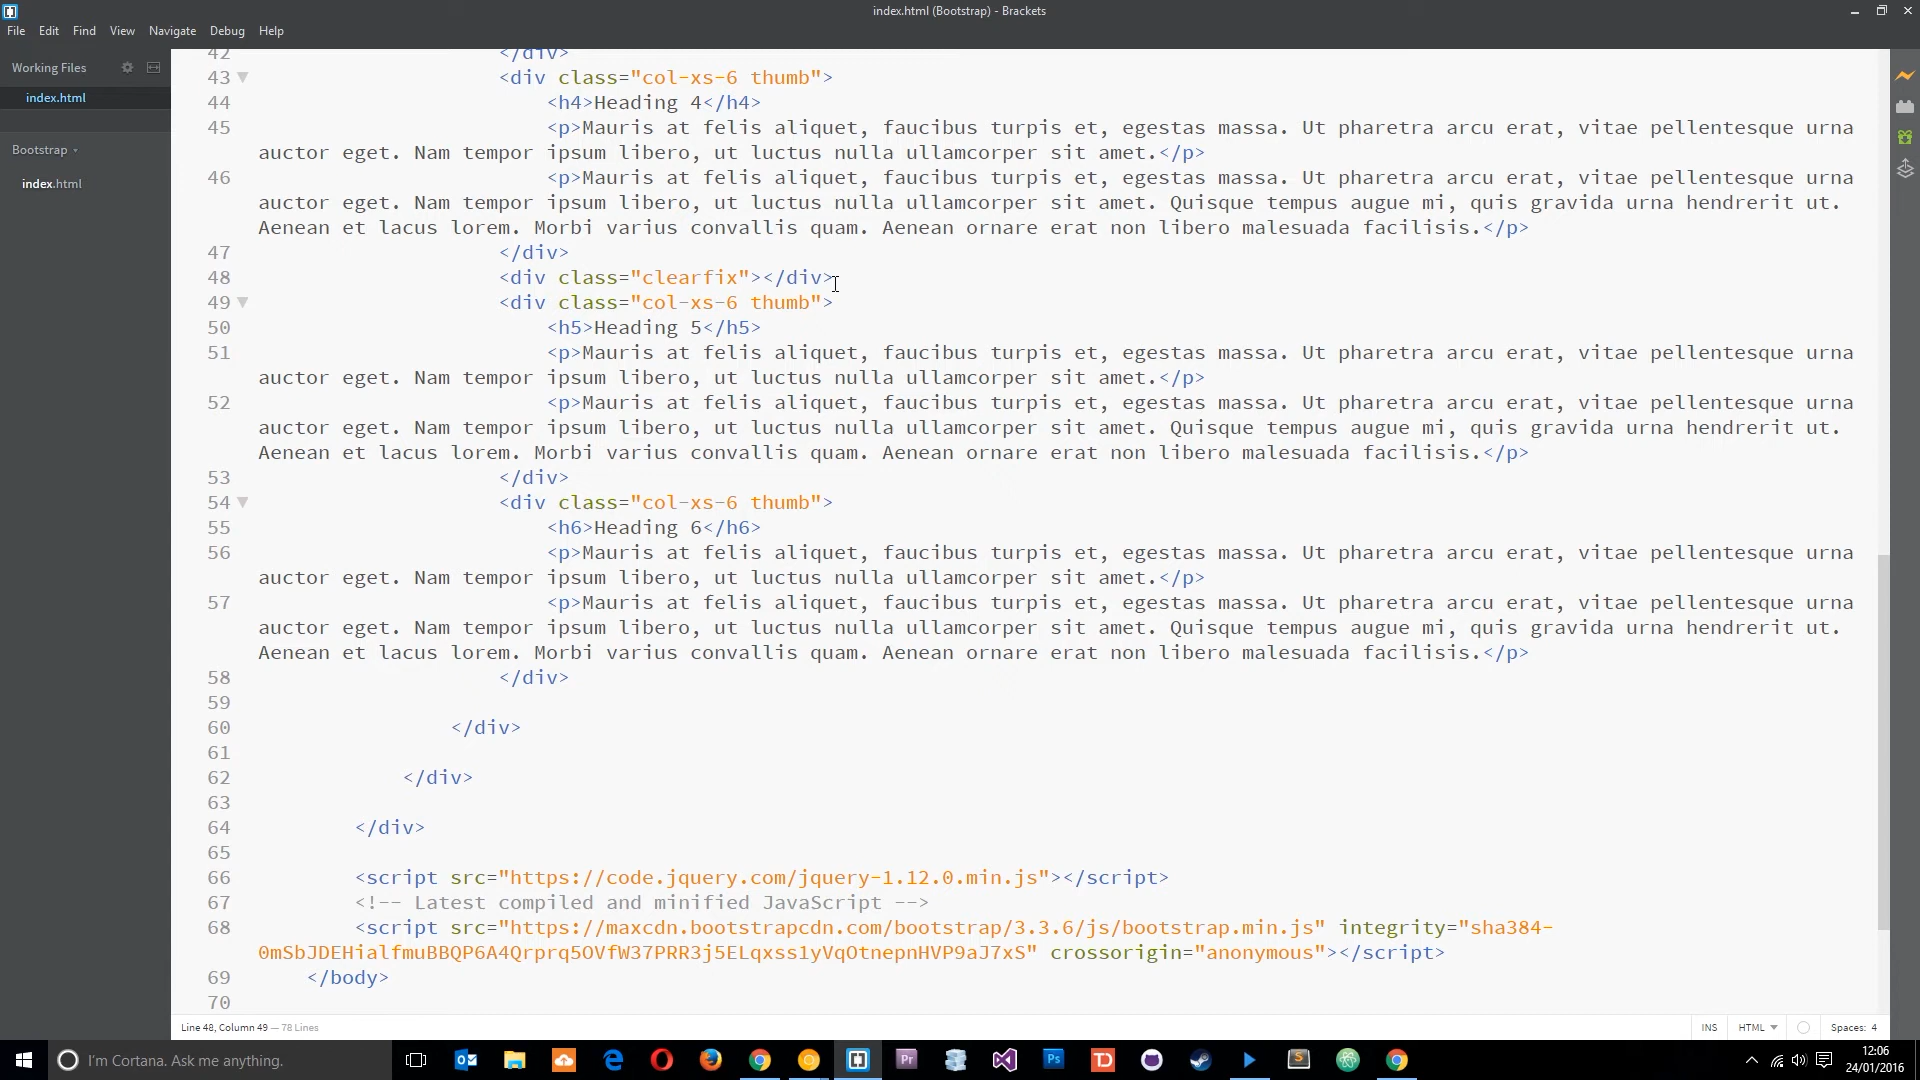 index.html (Bootstrap) - Brackets
File Edit Find View Navigate Debug Help
Working Files
index.html
Bootstrap
index.html
42 </div>
43 <div class="col-xs-6 thumb">
44 <h4>Heading 4</h4>
45 <p>Mauris at felis aliquet, faucibus turpis et, egestas massa. Ut pharetra arcu erat, vitae pellentesque urna
auctor eget. Nam tempor ipsum libero, ut luctus nulla ullamcorper sit amet.</p>
46 <p>Mauris at felis aliquet, faucibus turpis et, egestas massa. Ut pharetra arcu erat, vitae pellentesque urna
auctor eget. Nam tempor ipsum libero, ut luctus nulla ullamcorper sit amet. Quisque tempus augue mi, quis gravida urna hendrerit ut.
Aenean et lacus lorem. Morbi varius convallis quam. Aenean ornare erat non libero malesuada facilisis.</p>
47 </div>
48 <div class="clearfix"></div>
49 <div class="col-xs-6 thumb">
50 <h5>Heading 5</h5>
51 <p>Mauris at felis aliquet, faucibus turpis et, egestas massa. Ut pharetra arcu erat, vitae pellentesque urna
auctor eget. Nam tempor ipsum libero, ut luctus nulla ullamcorper sit amet.</p>
52 <p>Mauris at felis aliquet, faucibus turpis et, egestas massa. Ut pharetra arcu erat, vitae pellentesque urna
auctor eget. Nam tempor ipsum libero, ut luctus nulla ullamcorper sit amet. Quisque tempus augue mi, quis gravida urna hendrerit ut.
Aenean et lacus lorem. Morbi varius convallis quam. Aenean ornare erat non libero malesuada facilisis.</p>
53 </div>
54 <div class="col-xs-6 thumb">
55 <h6>Heading 6</h6>
56 <p>Mauris at felis aliquet, faucibus turpis et, egestas massa. Ut pharetra arcu erat, vitae pellentesque urna
auctor eget. Nam tempor ipsum libero, ut luctus nulla ullamcorper sit amet.</p>
57 <p>Mauris at felis aliquet, faucibus turpis et, egestas massa. Ut pharetra arcu erat, vitae pellentesque urna
auctor eget. Nam tempor ipsum libero, ut luctus nulla ullamcorper sit amet. Quisque tempus augue mi, quis gravida urna hendrerit ut.
Aenean et lacus lorem. Morbi varius convallis quam. Aenean ornare erat non libero malesuada facilisis.</p>
58 </div>
59
60 </div>
61
62 </div>
63
64 </div>
65
66 <script src="https://code.jquery.com/jquery-1.12.0.min.js"></script>
67 <!-- Latest compiled and minified JavaScript -->
68 <script src="https://maxcdn.bootstrapcdn.com/bootstrap/3.3.6/js/bootstrap.min.js" integrity="sha384-
0mSbJDEHialfmuBBQP6A4Qrprq5OVfW37PRR3j5ELqxss1yVqOtnepnHVP9aJ7xS" crossorigin="anonymous"></script>
69 </body>
70
Line 48, Column 49 — 78 Lines
INS HTML Spaces: 4
I'm Cortana. Ask me anything.
Pr Ps TD S
12:06
24/01/2016